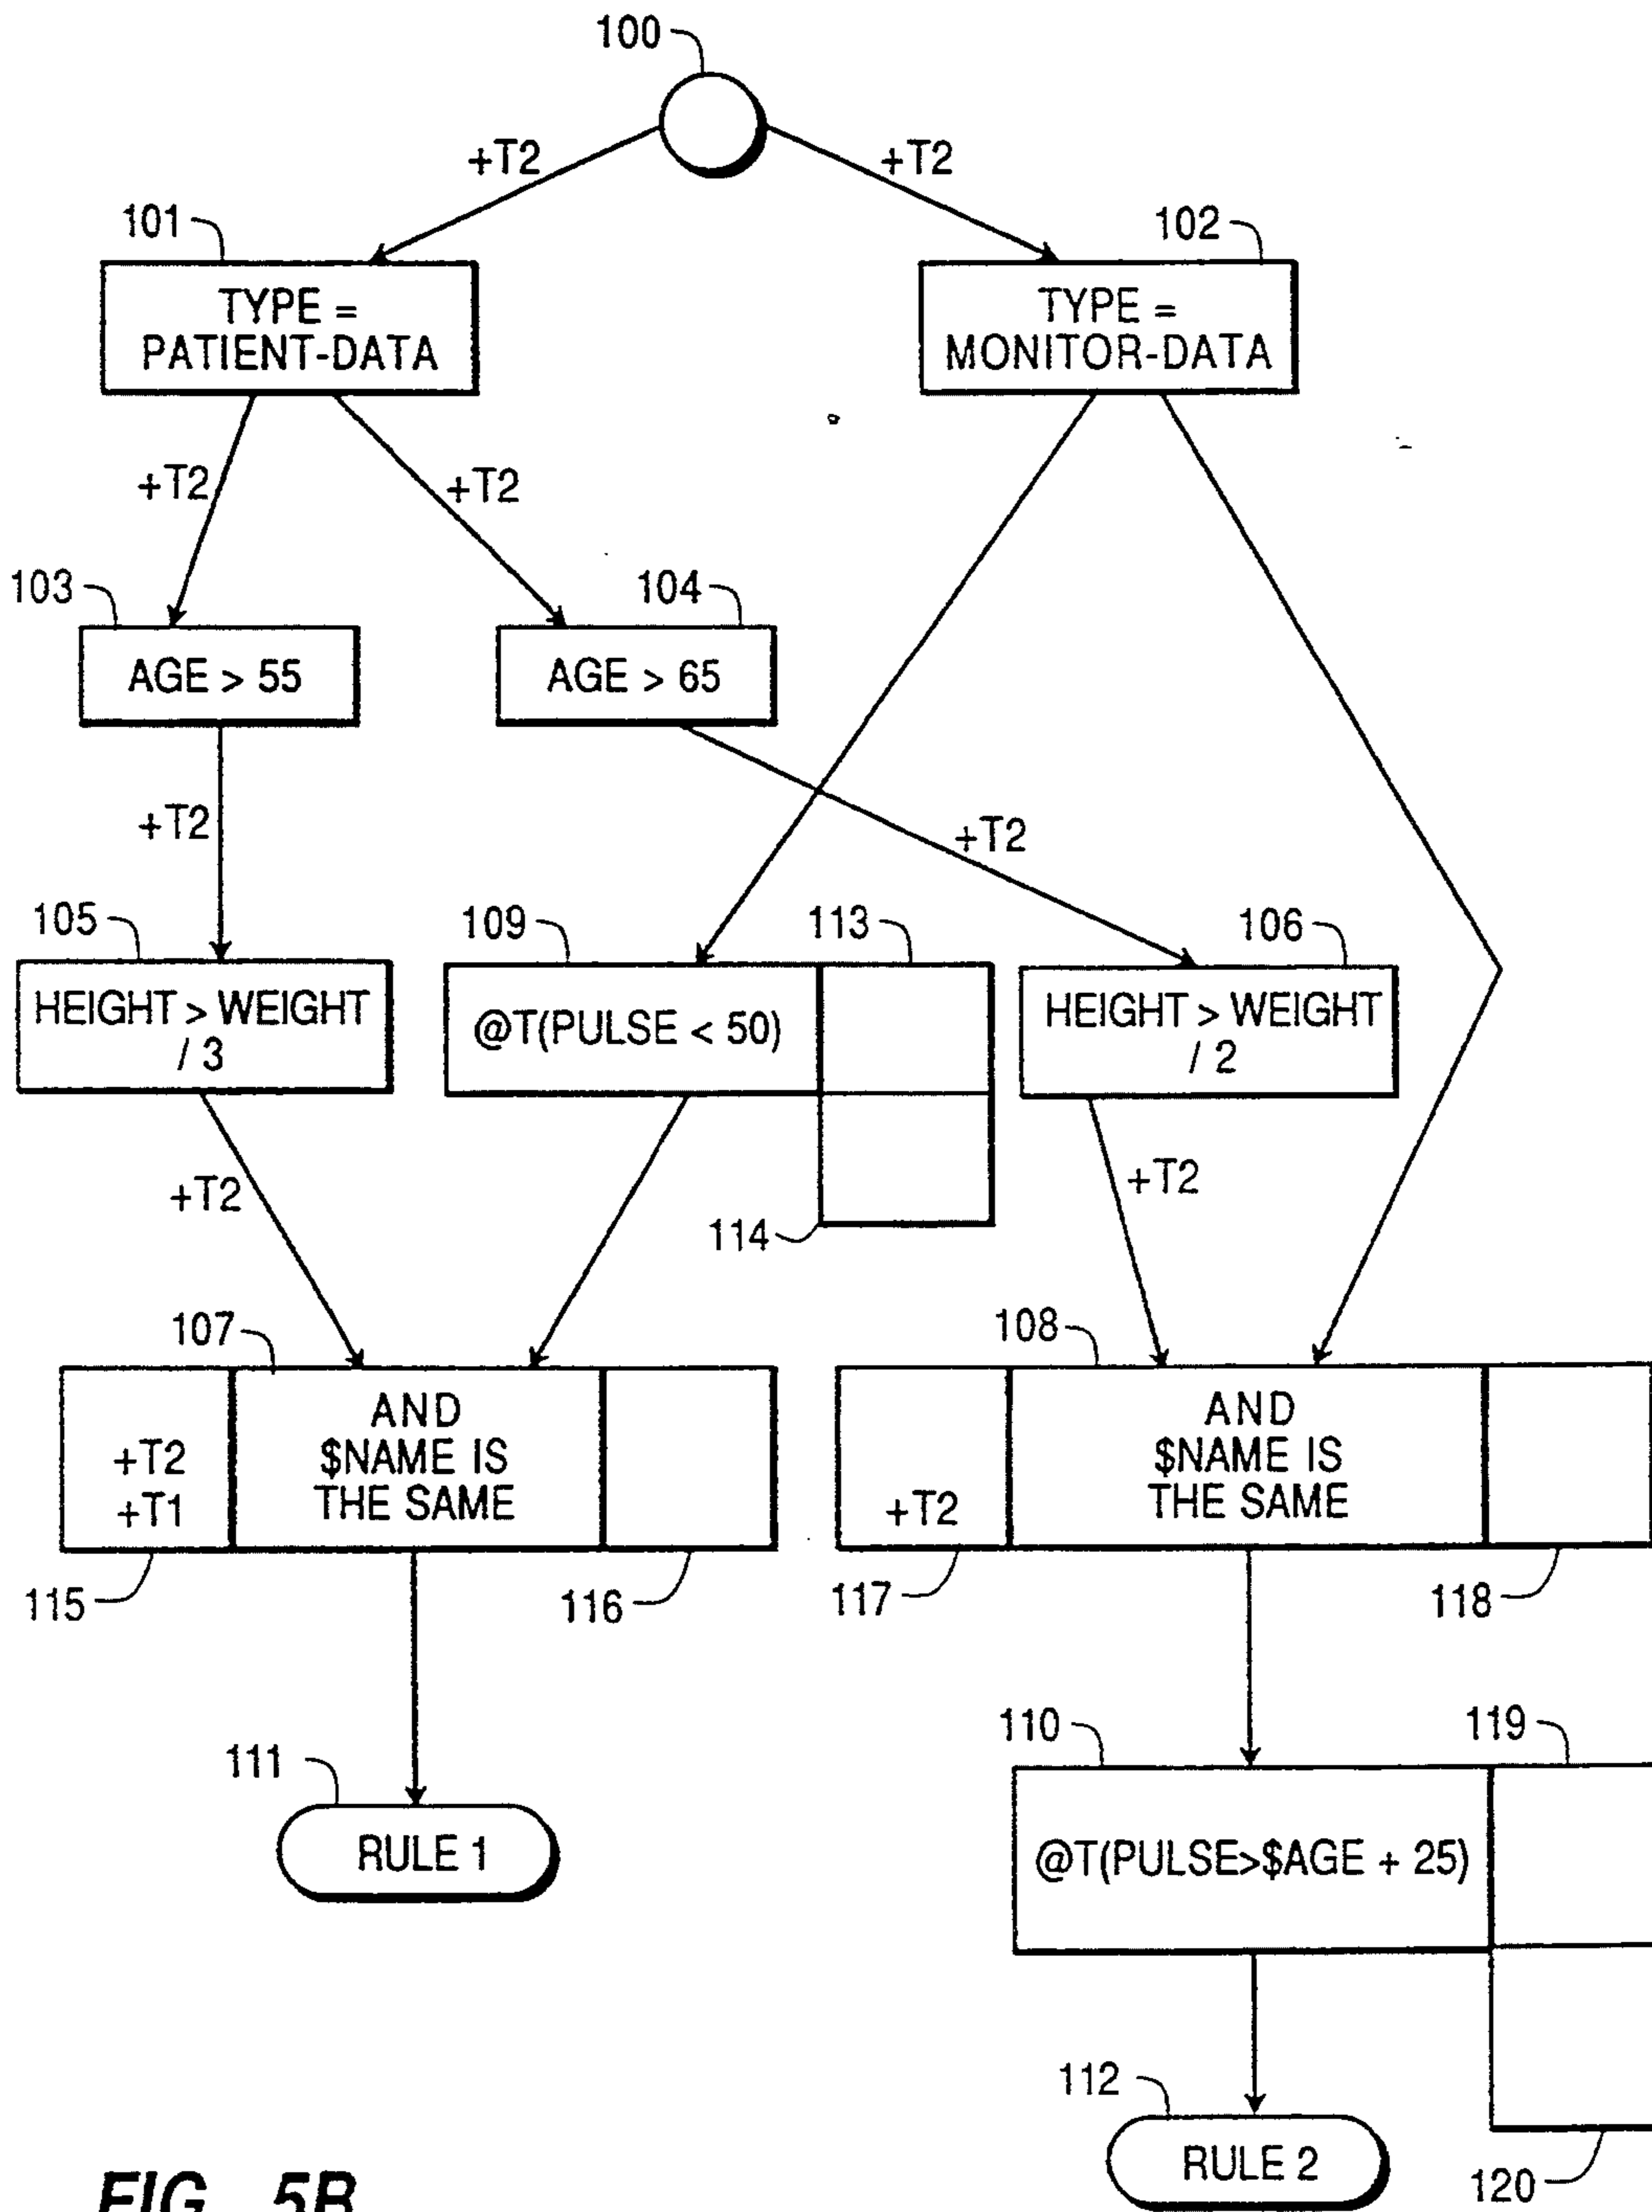 100
+T2
+T2
101
102
TYPE =
PATIENT-DATA
TYPE =
MONITOR-DATA
+T2
+T2
103
104
AGE > 55
AGE > 65
+T2
+T2
105
109
113
106
HEIGHT > WEIGHT
/ 3
@T(PULSE < 50)
HEIGHT > WEIGHT
/ 2
+T2
+T2
114
107
108
+T2
+T1
AND
$NAME IS
THE SAME
+T2
AND
$NAME IS
THE SAME
115
116
117
118
110
119
111
RULE 1
@T(PULSE>$AGE + 25)
112
RULE 2
120
FIG. 5B